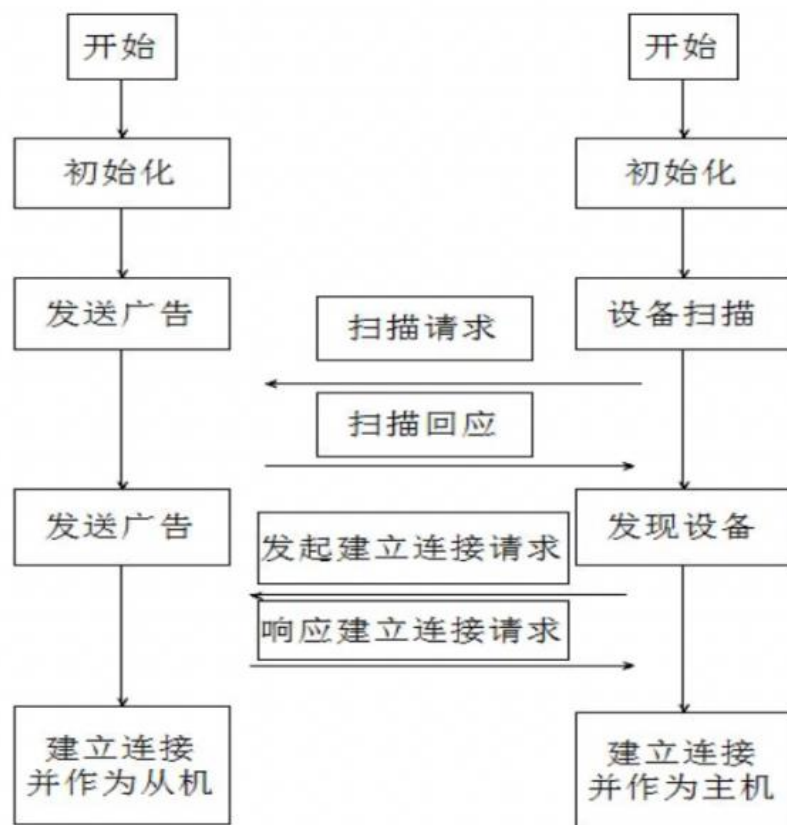 开始
开始
初始化
初始化
发送广告
扫描请求
设备扫描
扫描回应
发送广告
发起建立连接请求
发现设备
响应建立连接请求
建立连接
并作为从机
建立连接
并作为主机